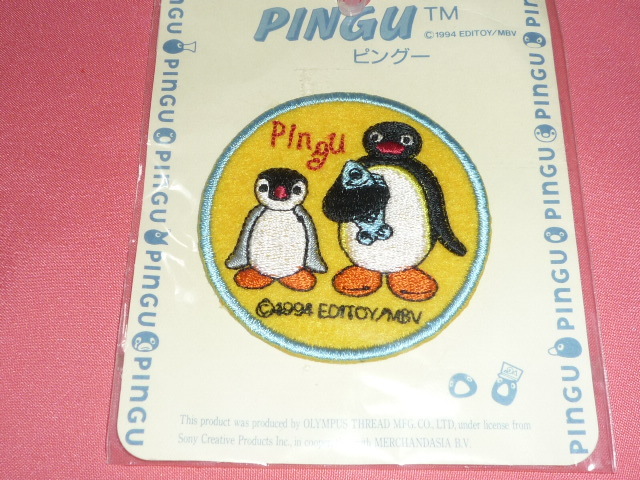 PINGU™
©1994 EDITOY/MBV
ピングー
Pingu
©1994 EDITOY/MBV
This product was produced by OLYMPUS THREAD MFG. CO., LTD, under license from
Sony Creative Products Inc., in with MERCHANDASIA B.V.
PINGU
PINGU
PINGU
PINGU
PINGU
PINGU
PINGU
PINGU